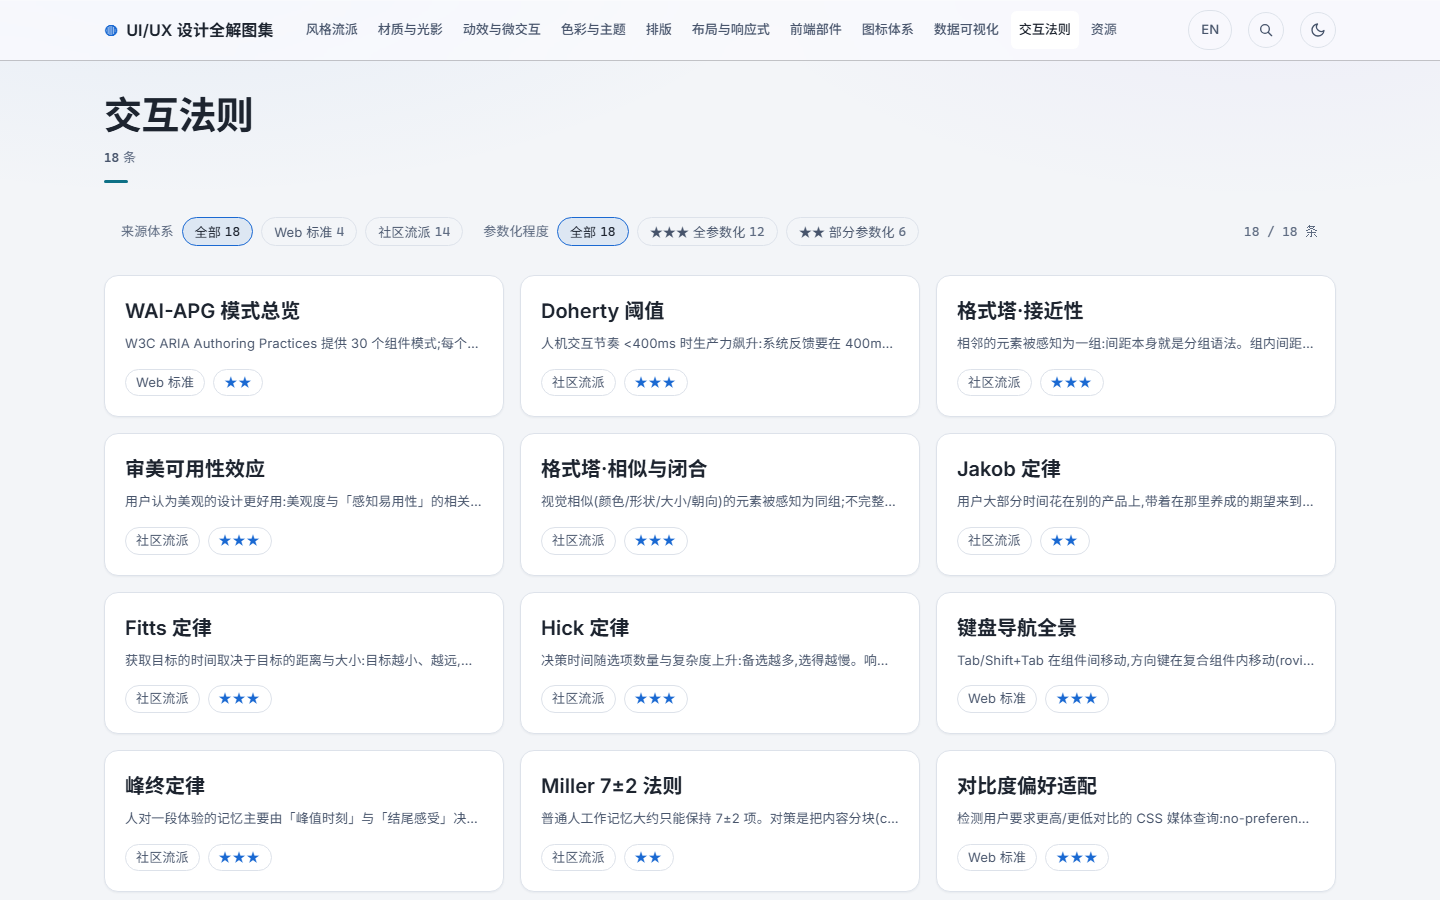 UI/UX 设计全解图集
风格流派 材质与光影 动效与微交互 色彩与主题 排版 布局与响应式 前端部件 图标体系 数据可视化 交互法则 资源
EN
交互法则
18 条
来源体系 全部 18 Web 标准 4 社区流派 14 参数化程度 全部 18 ★★★ 全参数化 12 ★★ 部分参数化 6
18 / 18 条
WAI-APG 模式总览
W3C ARIA Authoring Practices 提供 30 个组件模式;每个...
Web 标准 ★★
Doherty 阈值
人机交互节奏 <400ms 时生产力飙升:系统反馈要在 400m...
社区流派 ★★★
格式塔·接近性
相邻的元素被感知为一组:间距本身就是分组语法。组内间距...
社区流派 ★★★
审美可用性效应
用户认为美观的设计更好用:美观度与「感知易用性」的相关...
社区流派 ★★★
格式塔·相似与闭合
视觉相似(颜色/形状/大小/朝向)的元素被感知为同组;不完整...
社区流派 ★★★
Jakob 定律
用户大部分时间花在别的产品上,带着在那里养成的期望来到...
社区流派 ★★
Fitts 定律
获取目标的时间取决于目标的距离与大小:目标越小、越远,...
社区流派 ★★★
Hick 定律
决策时间随选项数量与复杂度上升:备选越多,选得越慢。响...
社区流派 ★★★
键盘导航全景
Tab/Shift+Tab 在组件间移动,方向键在复合组件内移动(rovi...
Web 标准 ★★★
峰终定律
人对一段体验的记忆主要由「峰值时刻」与「结尾感受」决...
社区流派 ★★★
Miller 7±2 法则
普通人工作记忆大约只能保持 7±2 项。对策是把内容分块(c...
社区流派 ★★
对比度偏好适配
检测用户要求更高/更低对比的 CSS 媒体查询:no-preferen...
Web 标准 ★★★